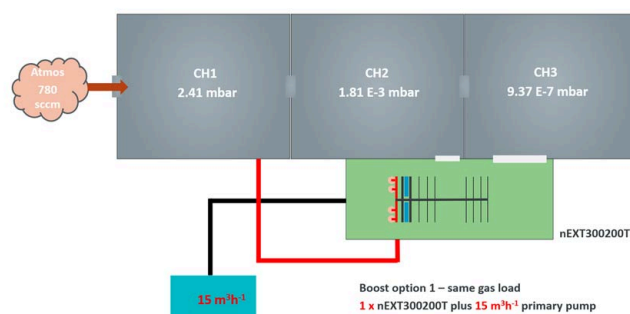 Atmos
780
sccm
CH1
2.41 mbar
CH2
1.81 E-3 mbar
CH3
9.37 E-7 mbar
nEXT300200T
15 m³h⁻¹
Boost option 1 – same gas load
1 x nEXT300200T plus 15 m³h⁻¹ primary pump